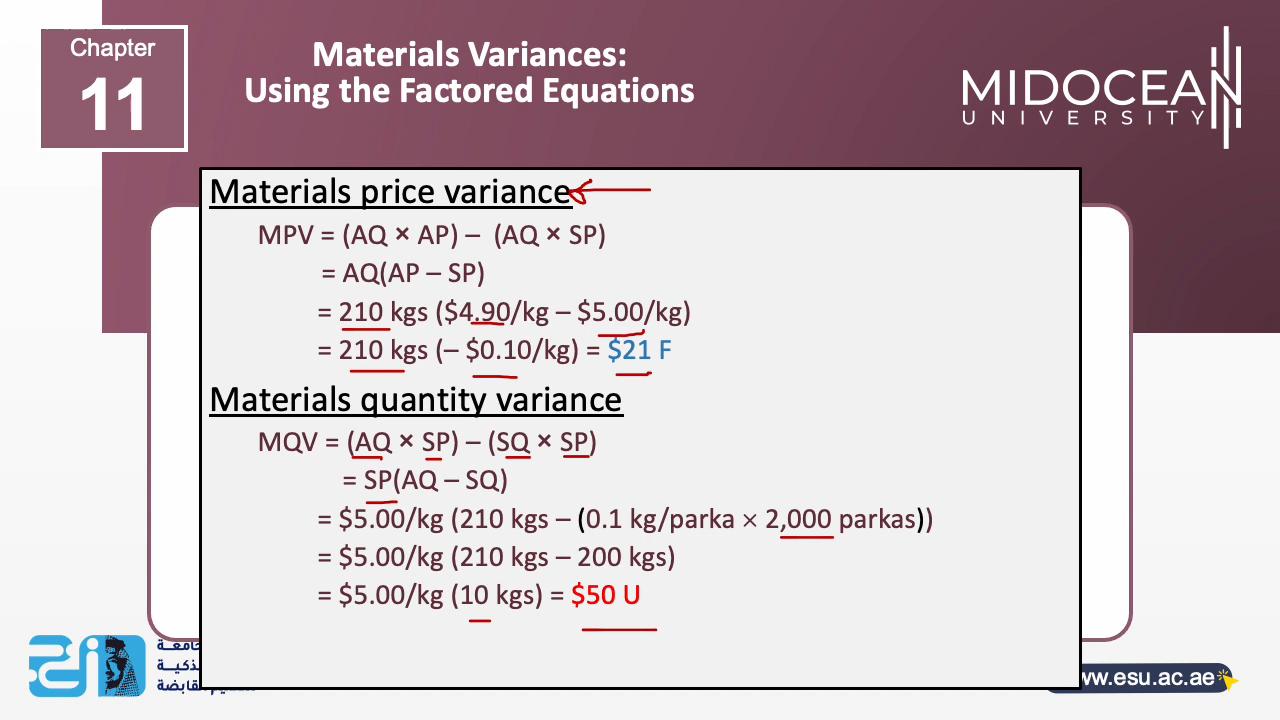 Chapter
11
Materials Variances:
Using the Factored Equations
MIDOCEAN
UNIVERSITY
Materials price variance
MPV = (AQ × AP) – (AQ × SP)
= AQ(AP – SP)
= 210 kgs ($4.90/kg – $5.00/kg)
= 210 kgs (– $0.10/kg) = $21 F
Materials quantity variance
MQV = (AQ × SP) – (SQ × SP)
= SP(AQ – SQ)
= $5.00/kg (210 kgs – (0.1 kg/parka × 2,000 parkas))
= $5.00/kg (210 kgs – 200 kgs)
= $5.00/kg (10 kgs) = $50 U
القابضة
ww.esu.ac.ae